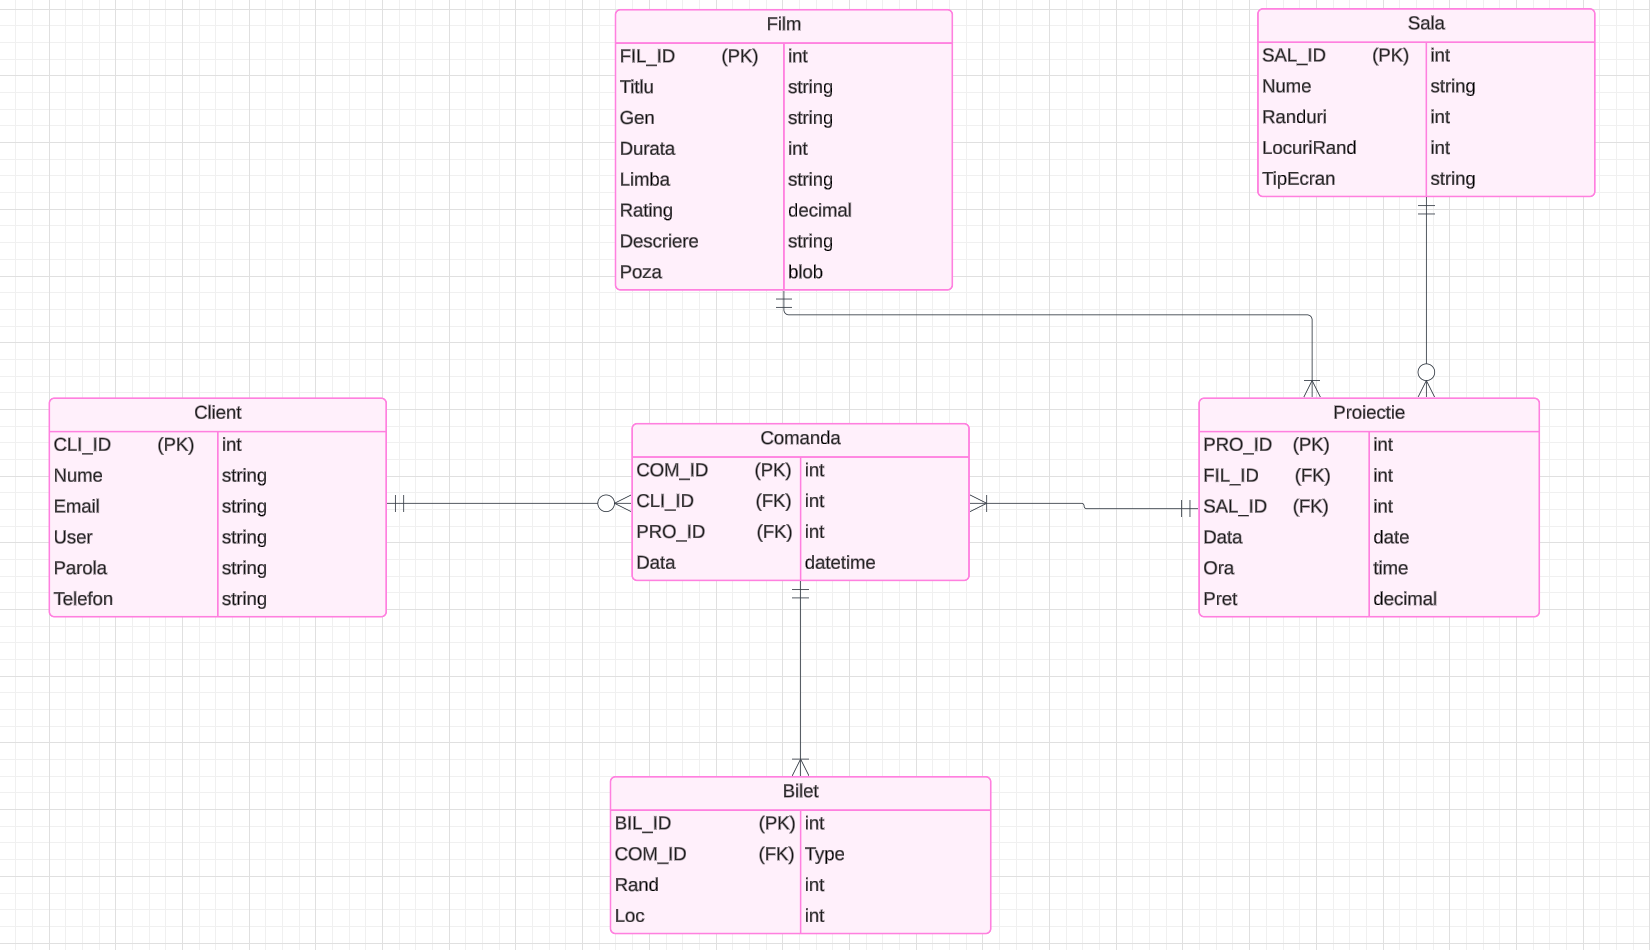 Film
FIL_ID (PK) int
Titlu string
Gen string
Durata int
Limba string
Rating decimal
Descriere string
Poza blob
Sala
SAL_ID (PK) int
Nume string
Randuri int
LocuriRand int
TipEcran string
Client
CLI_ID (PK) int
Nume string
Email string
User string
Parola string
Telefon string
Comanda
COM_ID (PK) int
CLI_ID (FK) int
PRO_ID (FK) int
Data datetime
Proiectie
PRO_ID (PK) int
FIL_ID (FK) int
SAL_ID (FK) int
Data date
Ora time
Pret decimal
Bilet
BIL_ID (PK) int
COM_ID (FK) Type
Rand int
Loc int